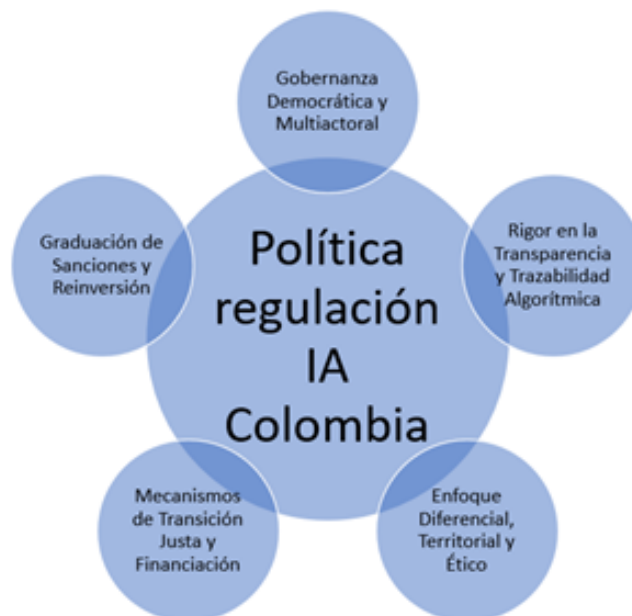 Gobernanza
Democrática y
Multiactoral
Graduación de
Sanciones y
Reinversión
Política
regulación
IA
Colombia
Rigor en la
Transparencia
y Trazabilidad
Algorítmica
Mecanismos
de Transición
Justa y
Financiación
Enfoque
Diferencial,
Territorial y
Ético